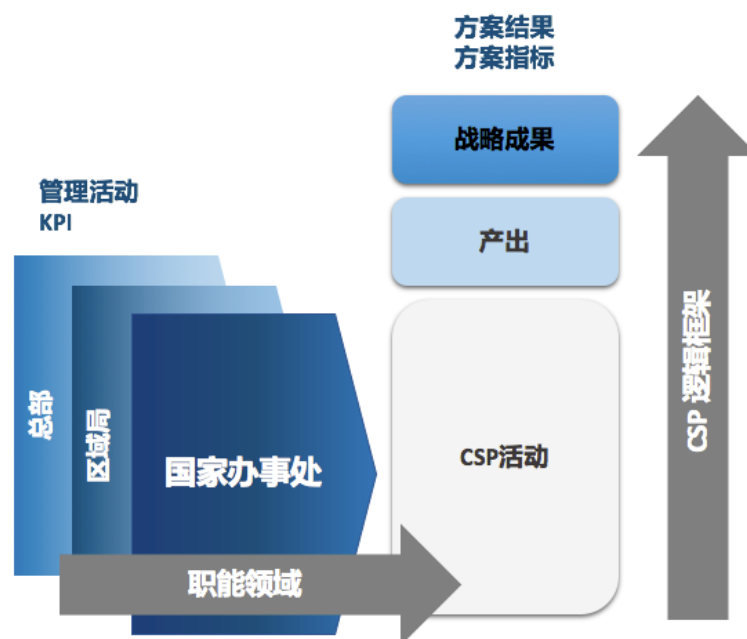 方案结果
方案指标
战略成果
管理活动
KPI
产出
总部
区域局
国家办事处
CSP活动
CSP 逻辑框架
职能领域